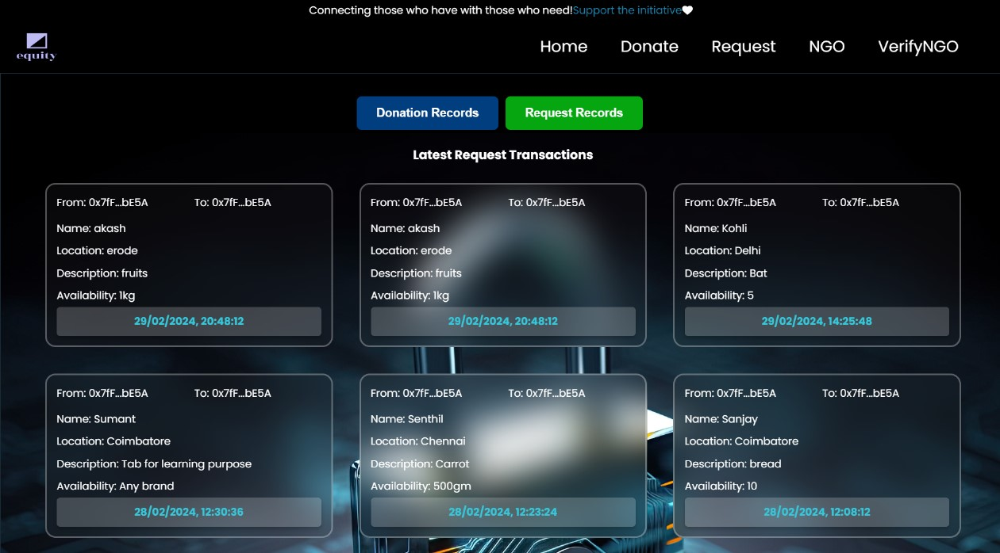 Connecting those who have with those who need!Support the initiative
equity
Home Donate Request NGO VerifyNGO
Donation Records Request Records
Latest Request Transactions
From: 0x7fF...bE5A To: 0x7fF...bE5A
Name: akash
Location: erode
Description: fruits
Availability: 1kg
29/02/2024, 20:48:12
From: 0x7fF...bE5A To: 0x7fF...bE5A
Name: akash
Location: erode
Description: fruits
Availability: 1kg
29/02/2024, 20:48:12
From: 0x7fF...bE5A To: 0x7fF...bE5A
Name: Kohli
Location: Delhi
Description: Bat
Availability: 5
29/02/2024, 14:25:48
From: 0x7fF...bE5A To: 0x7fF...bE5A
Name: Sumant
Location: Coimbatore
Description: Tab for learning purpose
Availability: Any brand
28/02/2024, 12:30:36
From: 0x7fF...bE5A To: 0x7fF...bE5A
Name: Senthil
Location: Chennai
Description: Carrot
Availability: 500gm
28/02/2024, 12:23:24
From: 0x7fF...bE5A To: 0x7fF...bE5A
Name: Sanjay
Location: Coimbatore
Description: bread
Availability: 10
28/02/2024, 12:08:12